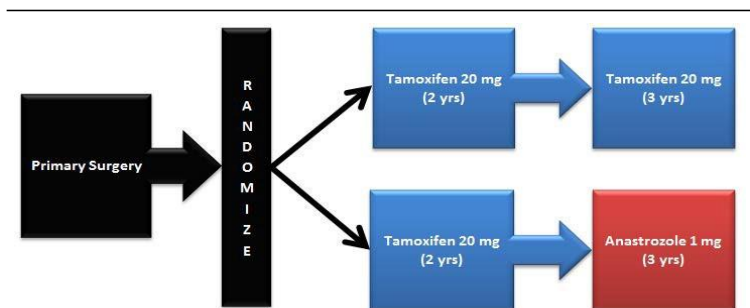 Primary Surgery
RANDOMIZE
Tamoxifen 20 mg
(2 yrs)
Tamoxifen 20 mg
(3 yrs)
Tamoxifen 20 mg
(2 yrs)
Anastrozole 1 mg
(3 yrs)